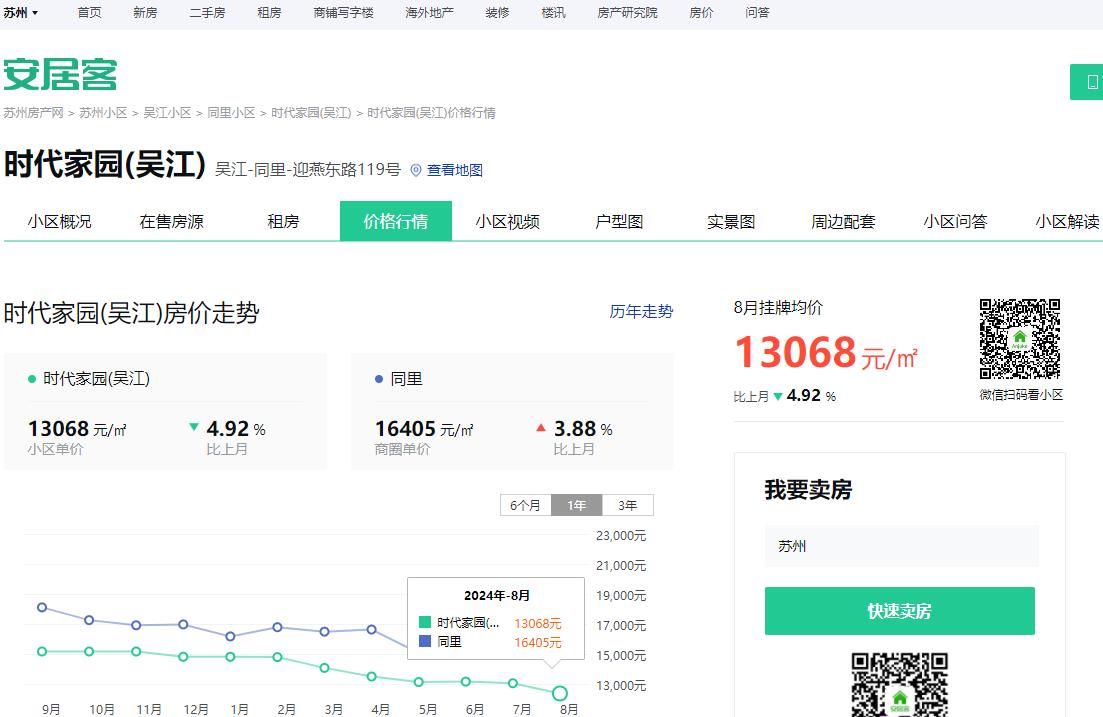 苏州 首页 新房 二手房 租房 商铺写字楼 海外地产 装修 楼讯 房产研究院 房价 问答
安居客
苏州房产网 > 苏州小区 > 吴江小区 > 同里小区 > 时代家园(吴江) > 时代家园(吴江)价格行情
时代家园(吴江) 吴江-同里-迎燕东路119号 查看地图
小区概况 在售房源 租房 价格行情 小区视频 户型图 实景图 周边配套 小区问答 小区解读
时代家园(吴江)房价走势 历年走势
时代家园(吴江)
13068 元/㎡ 4.92 %
小区单价 比上月
同里
16405 元/㎡ 3.88 %
商圈单价 比上月
6个月 1年 3年
23,000元
21,000元
19,000元
17,000元
15,000元
13,000元
2024年-8月
时代家园(... 13068元
同里 16405元
9月 10月 11月 12月 1月 2月 3月 4月 5月 6月 7月 8月
8月挂牌均价
13068 元/㎡
比上月 4.92 %
Anjuke
微信扫码看小区
我要卖房
苏州
快速卖房
安居客